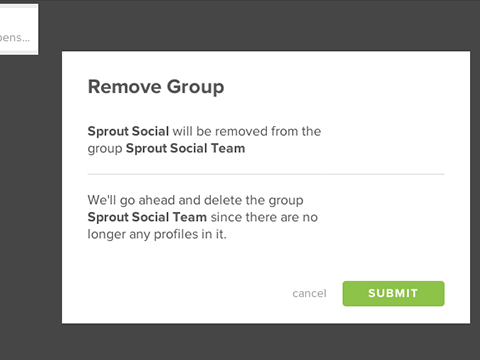 pens...
Remove Group
Sprout Social will be removed from the
group Sprout Social Team
We'll go ahead and delete the group
Sprout Social Team since there are no
longer any profiles in it.
cancel
SUBMIT